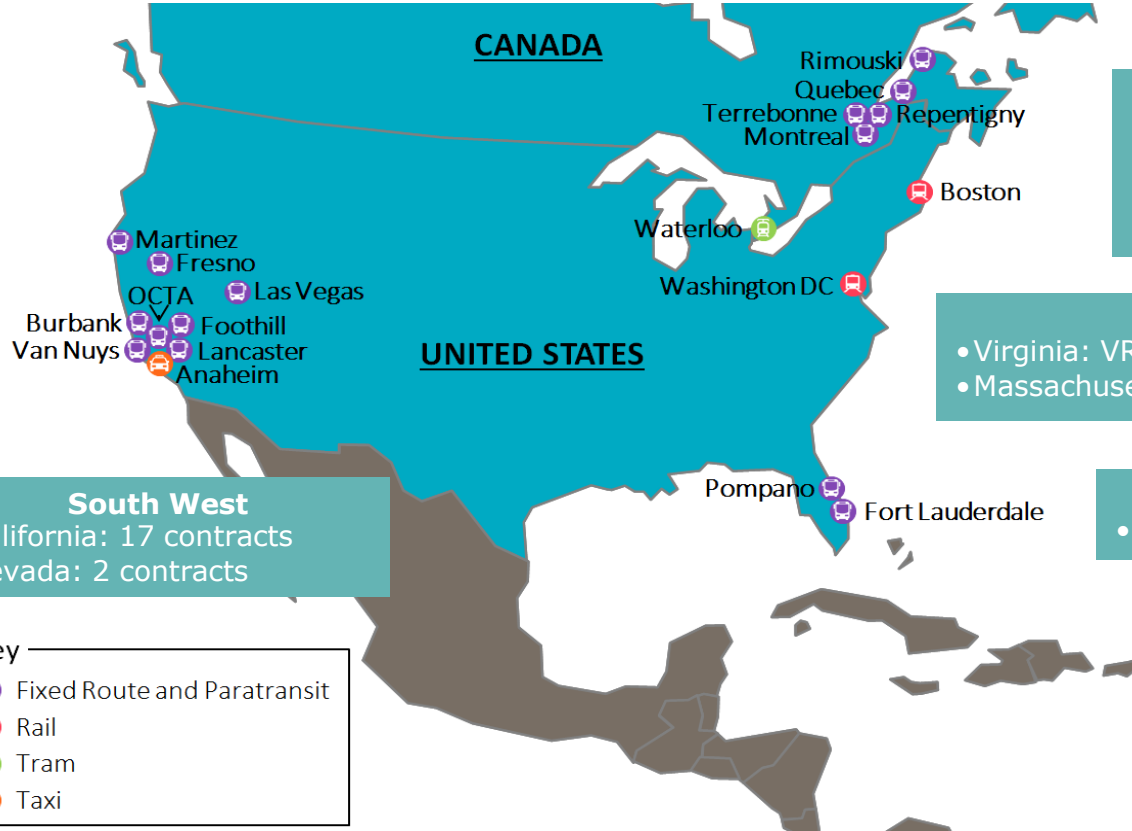 CANADA
Rimouski
Quebec
Terrebonne
Repentigny
Montreal
Boston
Waterloo
Washington DC
Martinez
Fresno
Las Vegas
OCTA
Burbank
Foothill
Van Nuys
Lancaster
Anaheim
UNITED STATES
•Virginia: VR
•Massachuse
Pompano
Fort Lauderdale
•
South West
lifornia: 17 contracts
evada: 2 contracts
ey
Fixed Route and Paratransit
Rail
Tram
Taxi